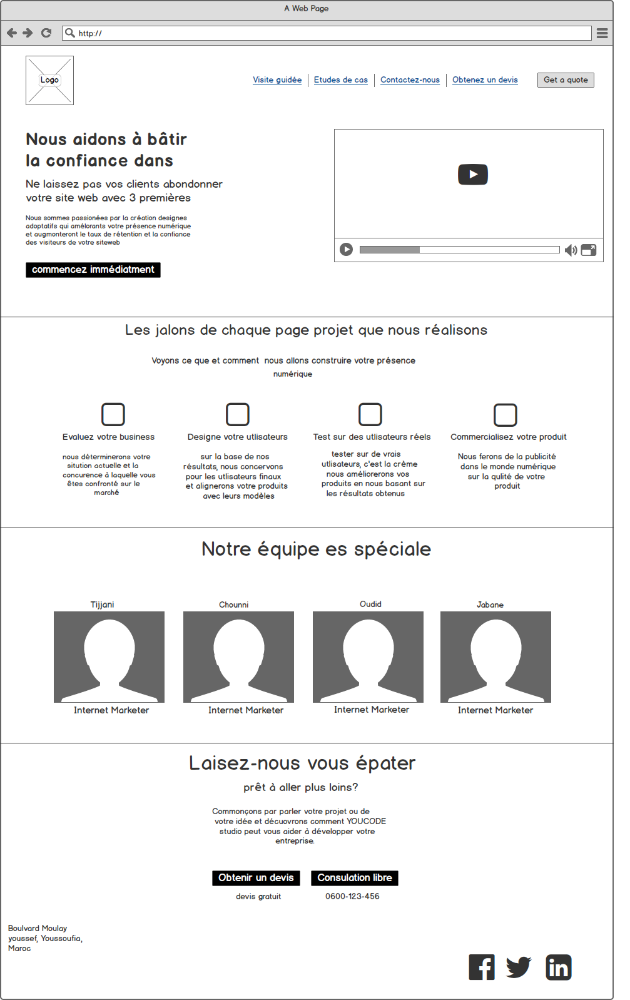 A Web Page
http://
Logo
Visite guidée
Etudes de cas
Contactez-nous
Obtenez un devis
Get a quote
Nous aidons à bâtir
la confiance dans
Ne laissez pas vos clients abondonner
votre site web avec 3 premières
Nous sommes passionées par la création designes
adoptatifs qui amélorants votre présence numérique
et augmonteront le taux de rétention et la confiance
des visiteurs de votre siteweb
commencez immédiatment
Les jalons de chaque page projet que nous réalisons
Voyons ce que et comment nous allons construire votre présence
numérique
Evaluez votre business
nous déterminerons votre
sitution actuelle et la
concurence à laquelle vous
êtes confronté sur le
marché
Designe votre utlisateurs
sur la base de nos
résultats, nous concervons
pour les utlisateurs finaux
et alignerons votre produits
avec leurs modèles
Test sur des utlisateurs réels
tester sur de vrais
utlisateurs, c'est la crème
nous améliorerons vos
produits en nous basant sur
les résultats obtenus
Commercialisez votre produit
Nous ferons de la publicité
dans le monde numérique
sur la qulité de votre
produit
Notre équipe es spéciale
Tijjani
Chounni
Oudid
Jabane
Internet Marketer
Internet Marketer
Internet Marketer
Internet Marketer
Laisez-nous vous épater
prêt à aller plus loins?
Commonçons par parler votre projet ou de
votre idée et décuovrons comment YOUCODE
studio peut vous aider à développer votre
entreprise.
Obtenir un devis
Consulation libre
devis gratuit
0600-123-456
Boulvard Moulay
youssef, Youssoufia,
Maroc